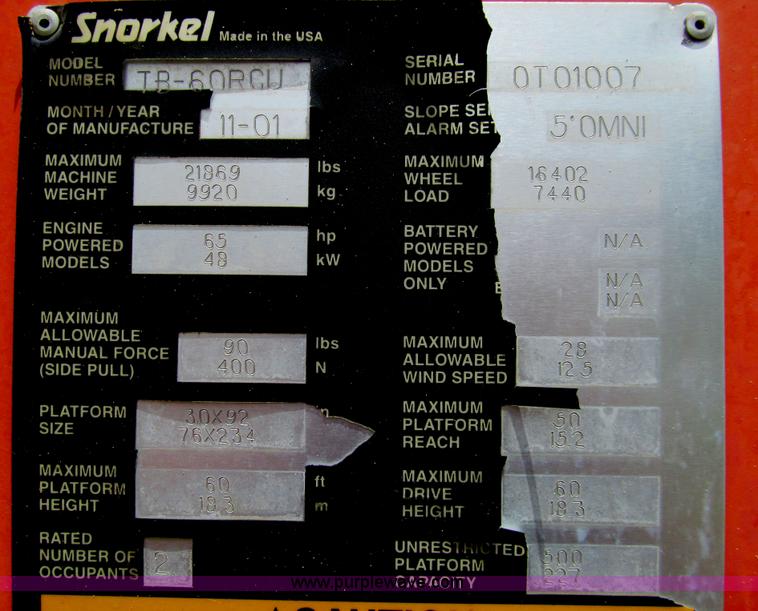 Snorkel Made in the USA
MODEL NUMBER TB-60RCU
MONTH / YEAR OF MANUFACTURE 11-01
MAXIMUM MACHINE WEIGHT 21869 lbs 9920 kg
ENGINE POWERED MODELS 65 hp 48 kW
MAXIMUM ALLOWABLE MANUAL FORCE (SIDE PULL) 90 lbs 400 N
PLATFORM SIZE 30X92 76X234
MAXIMUM PLATFORM HEIGHT 60 ft 18.3 m
RATED NUMBER OF OCCUPANTS 2
SERIAL NUMBER 0T01007
SLOPE ALARM SET 5°OMNI
MAXIMUM WHEEL LOAD 16402 7440
BATTERY POWERED MODELS ONLY N/A N/A N/A
MAXIMUM ALLOWABLE WIND SPEED 28 12.5
MAXIMUM PLATFORM REACH 50 15.2
MAXIMUM DRIVE HEIGHT 60 18.3
UNRESTRICTED PLATFORM CAPACITY 500 227
www.purplewave.com
CAUTION